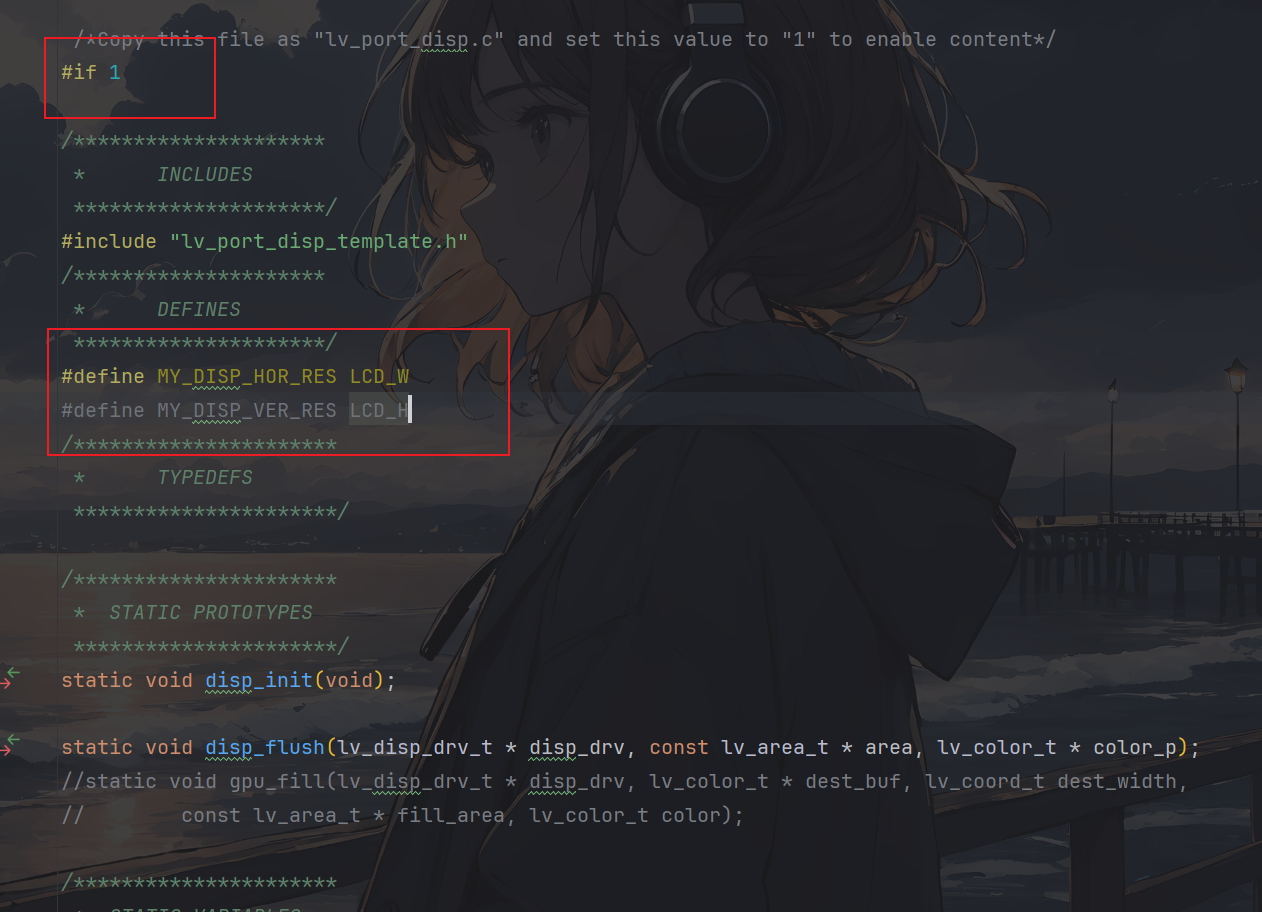 /*Copy this file as "lv_port_disp.c" and set this value to "1" to enable content*/
#if 1
/*********************
*      INCLUDES
*********************/
#include "lv_port_disp_template.h"
/*********************
*      DEFINES
*********************/
#define MY_DISP_HOR_RES LCD_W
#define MY_DISP_VER_RES LCD_H
/**********************
*      TYPEDEFS
**********************/
/**********************
*  STATIC PROTOTYPES
**********************/
static void disp_init(void);
static void disp_flush(lv_disp_drv_t * disp_drv, const lv_area_t * area, lv_color_t * color_p);
//static void gpu_fill(lv_disp_drv_t * disp_drv, lv_color_t * dest_buf, lv_coord_t dest_width,
//        const lv_area_t * fill_area, lv_color_t color);
/**********************
*  STATIC VARIABLES